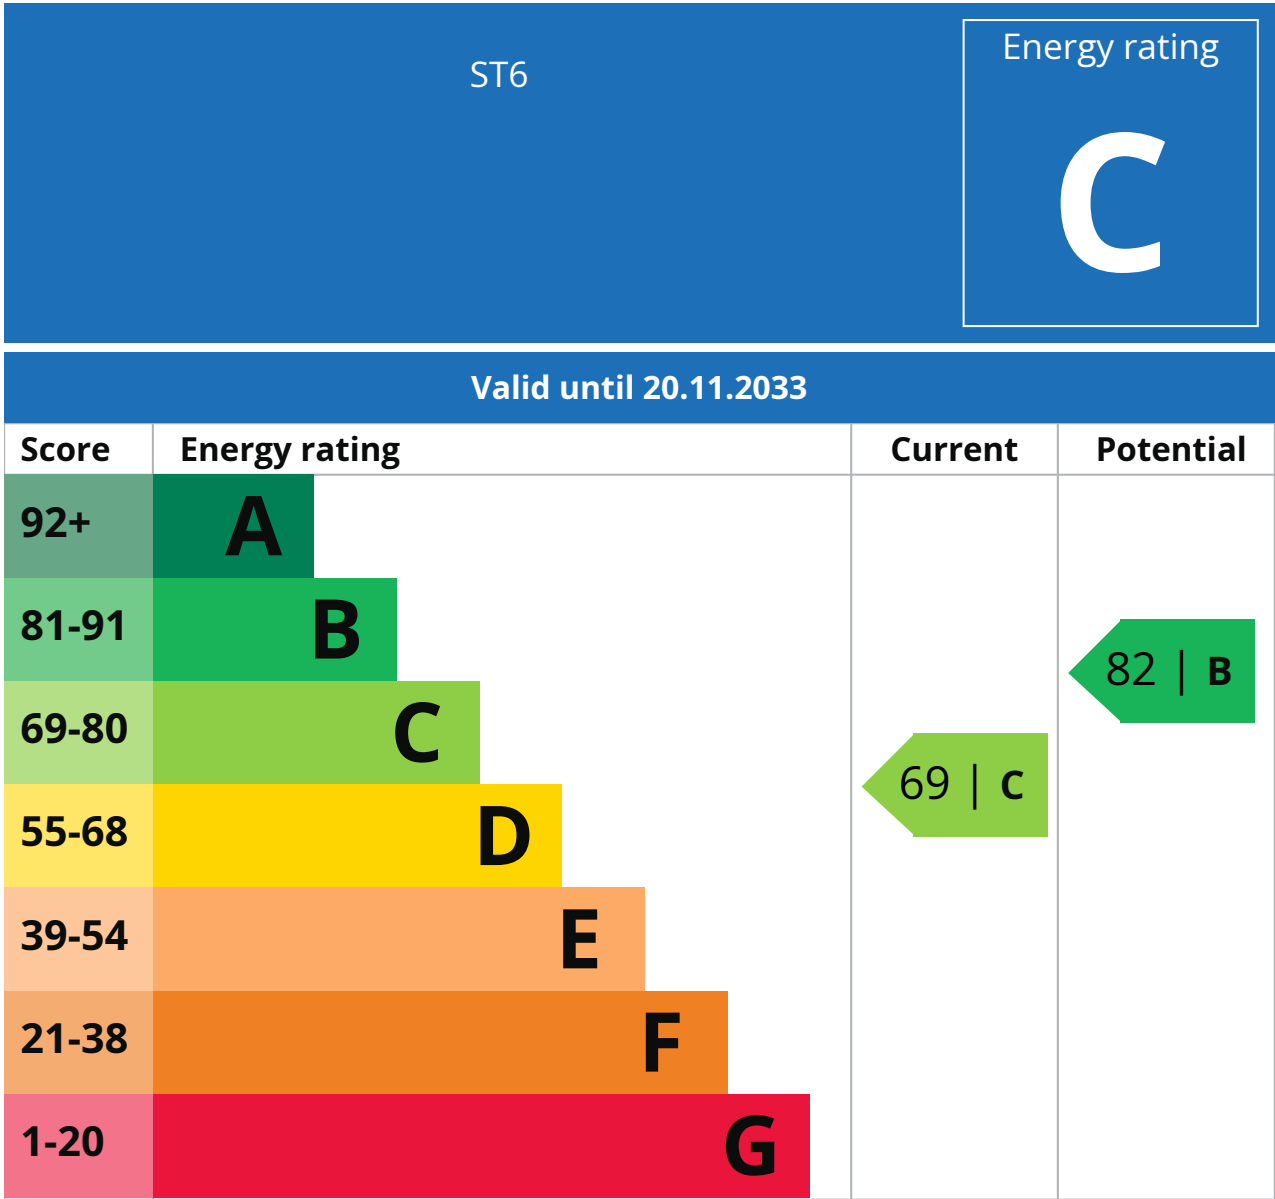 ST6
Energy rating
C
Valid until 20.11.2033
Score Energy rating Current Potential
92+ A
81-91 B
82 | B
69-80 C
69 | C
55-68 D
39-54 E
21-38 F
1-20 G